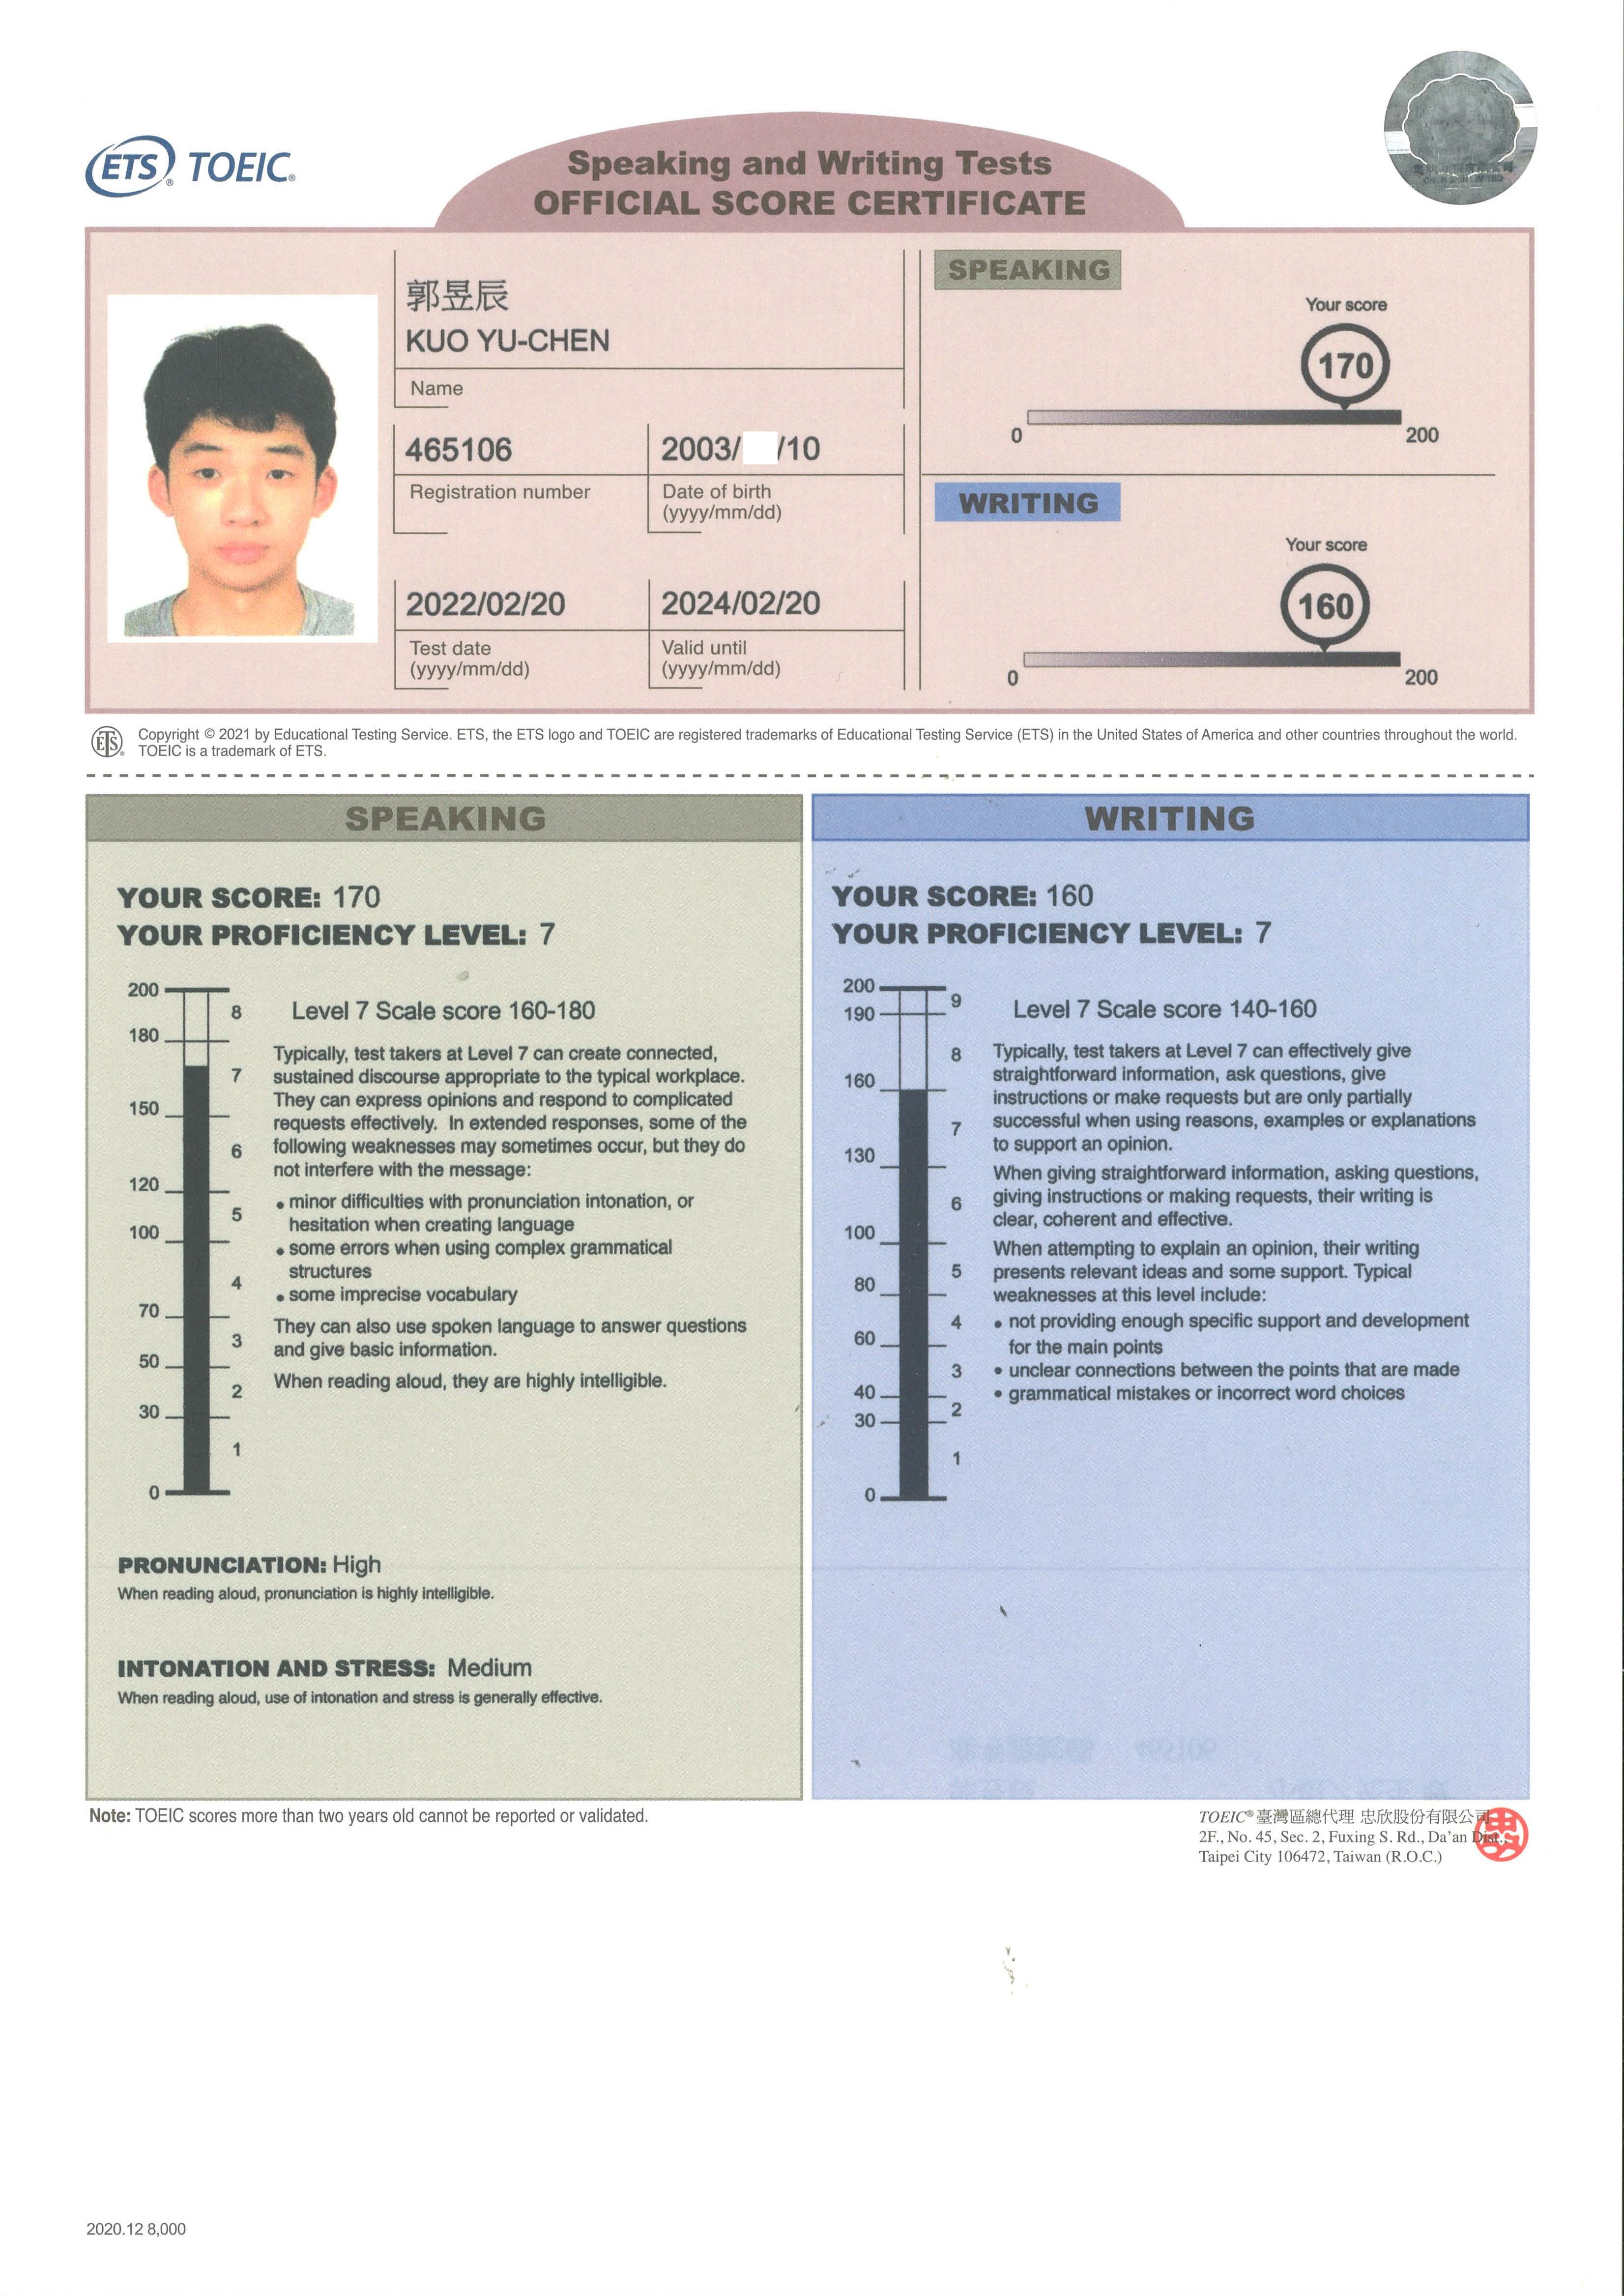 ETS® TOEIC®
Speaking and Writing Tests
OFFICIAL SCORE CERTIFICATE
郭昱辰
KUO YU-CHEN
Name
465106
Registration number
2003/ /10
Date of birth
(yyyy/mm/dd)
2022/02/20
Test date
(yyyy/mm/dd)
2024/02/20
Valid until
(yyyy/mm/dd)
SPEAKING
Your score
170
0
200
WRITING
Your score
160
0
200
ETS® Copyright © 2021 by Educational Testing Service. ETS, the ETS logo and TOEIC are registered trademarks of Educational Testing Service (ETS) in the United States of America and other countries throughout the world.
TOEIC is a trademark of ETS.
SPEAKING
YOUR SCORE: 170
YOUR PROFICIENCY LEVEL: 7
200
8
180
7
150
6
120
5
100
4
70
3
50
2
30
1
0
Level 7 Scale score 160-180
Typically, test takers at Level 7 can create connected,
sustained discourse appropriate to the typical workplace.
They can express opinions and respond to complicated
requests effectively. In extended responses, some of the
following weaknesses may sometimes occur, but they do
not interfere with the message:
• minor difficulties with pronunciation intonation, or
hesitation when creating language
• some errors when using complex grammatical
structures
• some imprecise vocabulary
They can also use spoken language to answer questions
and give basic information.
When reading aloud, they are highly intelligible.
PRONUNCIATION: High
When reading aloud, pronunciation is highly intelligible.
INTONATION AND STRESS: Medium
When reading aloud, use of intonation and stress is generally effective.
WRITING
YOUR SCORE: 160
YOUR PROFICIENCY LEVEL: 7
200
9
190
8
160
7
130
6
100
5
80
4
60
3
40
2
30
1
0
Level 7 Scale score 140-160
Typically, test takers at Level 7 can effectively give
straightforward information, ask questions, give
instructions or make requests but are only partially
successful when using reasons, examples or explanations
to support an opinion.
When giving straightforward information, asking questions,
giving instructions or making requests, their writing is
clear, coherent and effective.
When attempting to explain an opinion, their writing
presents relevant ideas and some support. Typical
weaknesses at this level include:
• not providing enough specific support and development
for the main points
• unclear connections between the points that are made
• grammatical mistakes or incorrect word choices
Note: TOEIC scores more than two years old cannot be reported or validated.
TOEIC® 臺灣區總代理 忠欣股份有限公司
2F., No. 45, Sec. 2, Fuxing S. Rd., Da'an Dist.,
Taipei City 106472, Taiwan (R.O.C.)
2020.12 8,000